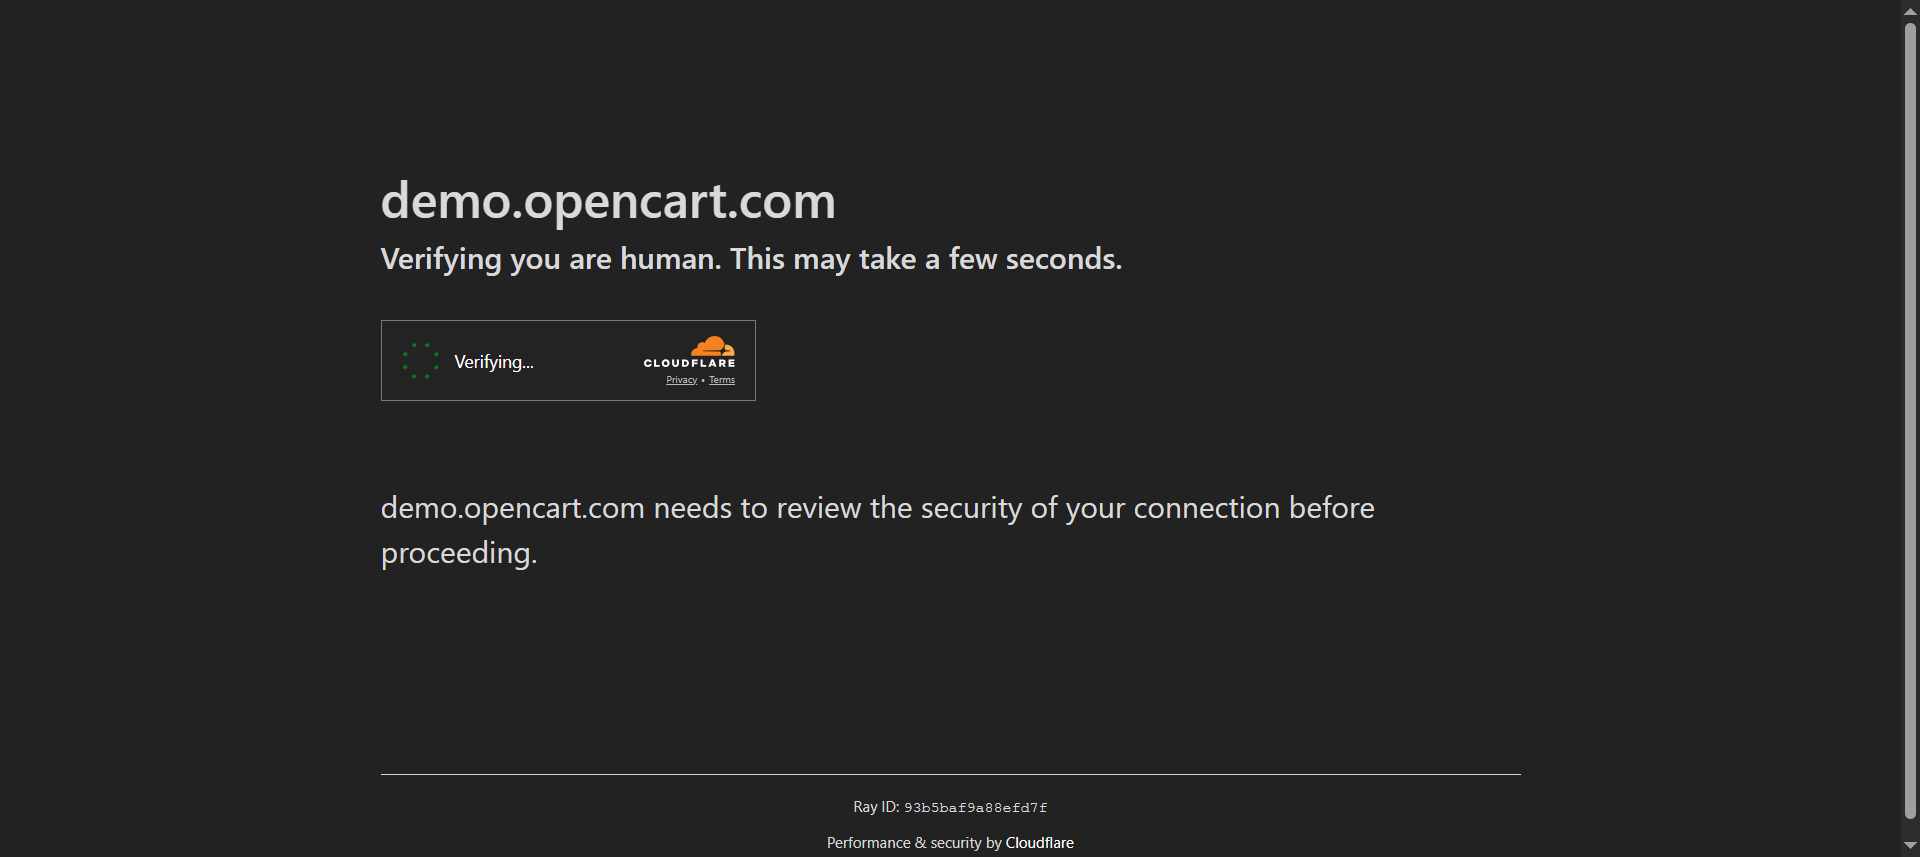 demo.opencart.com
Verifying you are human. This may take a few seconds.
Verifying...
CLOUDFLARE
Privacy • Terms
demo.opencart.com needs to review the security of your connection before
proceeding.
Ray ID: 93b5baf9a88efd7f
Performance & security by Cloudflare